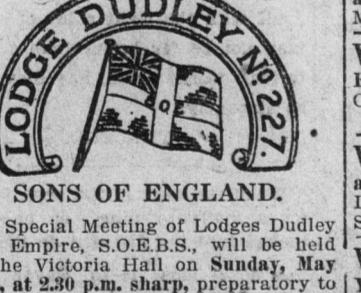 LODGE DUDLEY Nº 227.
SONS OF ENGLAND.
Special Meeting of Lodges Dudley
Empire, S.O.E.B.S., will be held
he Victoria Hall on Sunday, May
, at 2.30 p.m. sharp, preparatory to